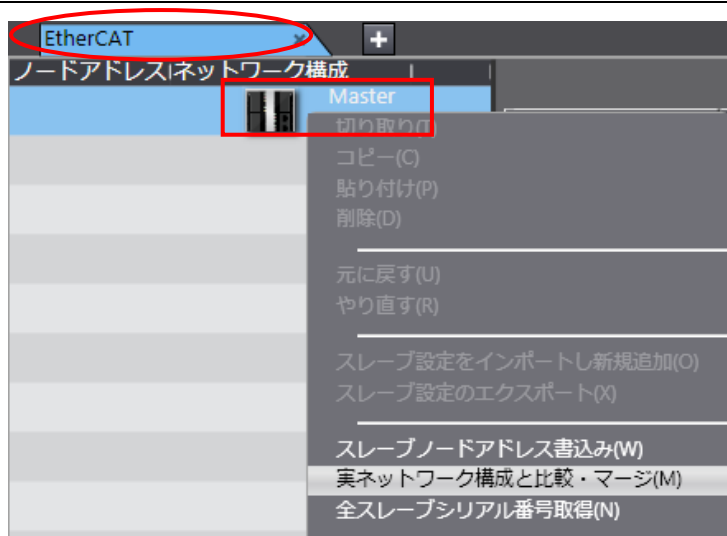 EtherCAT × +
ノードアドレス|ネットワーク構成
Master
切り取り(T)
コピー(C)
貼り付け(P)
削除(D)
元に戻す(U)
やり直す(R)
スレーブ設定をインポートし新規追加(O)
スレーブ設定のエクスポート(X)
スレーブノードアドレス書込み(W)
実ネットワーク構成と比較・マージ(M)
全スレーブシリアル番号取得(N)